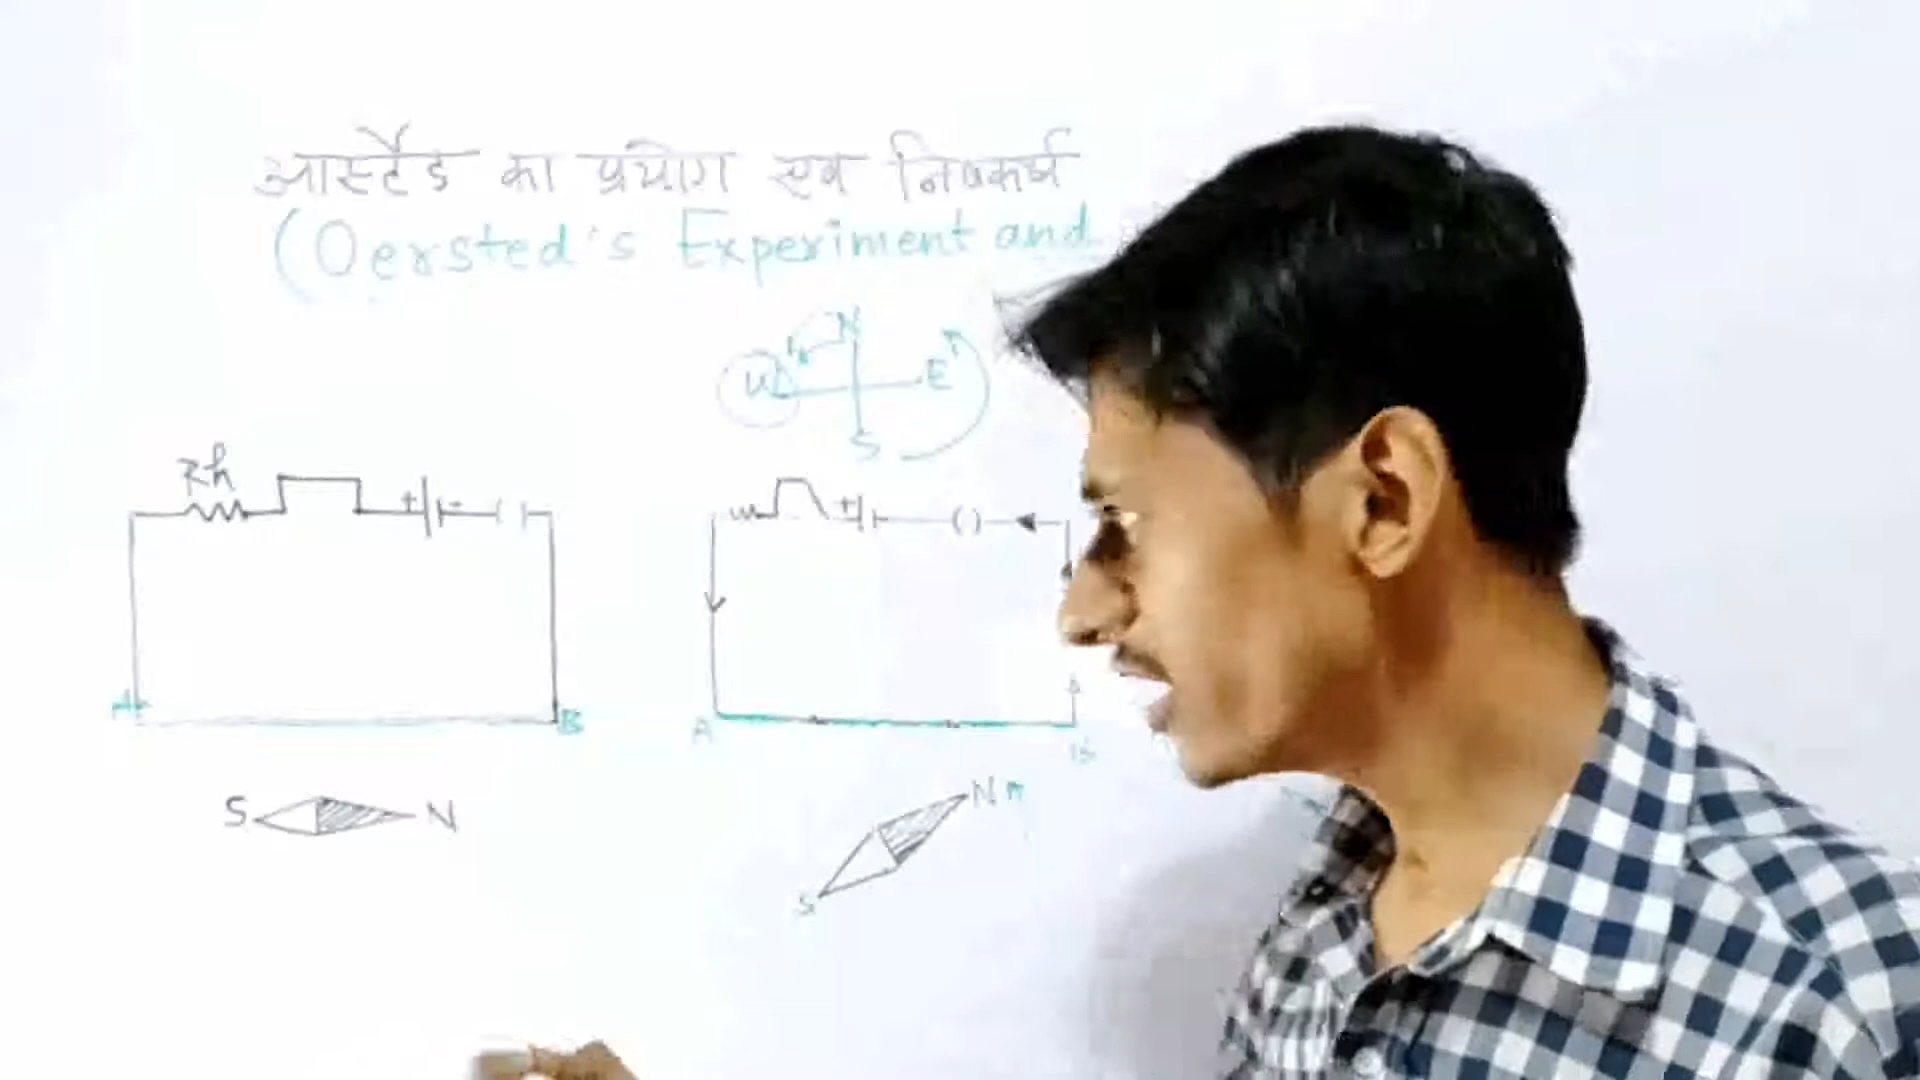 आर्स्टैड का प्रयोग एव निष्कर्ष
(Oersted's Experiment and
N
W E
S
Rh
+ -
+
A B
A B
S N
N
S